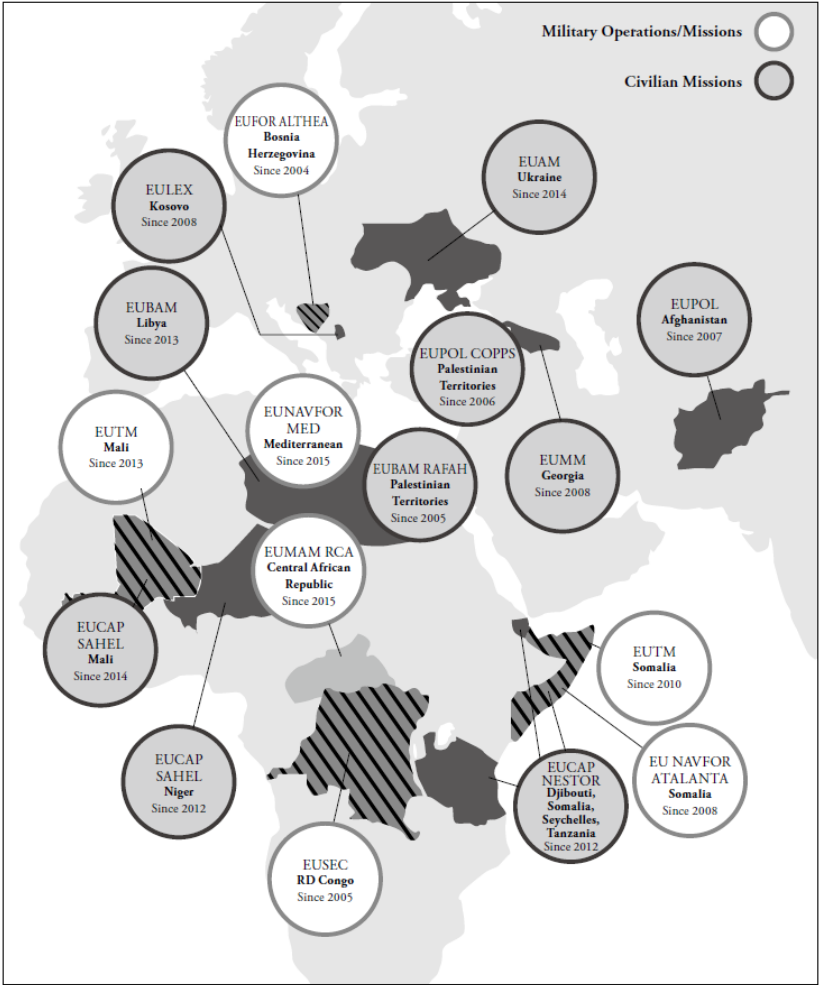 Military Operations/Missions
Civilian Missions
EUFOR ALTHEA
Bosnia
Herzegovina
Since 2004
EUAM
Ukraine
Since 2014
EULEX
Kosovo
Since 2008
EUBAM
Libya
Since 2013
EUPOL
Afghanistan
Since 2007
EUPOL COPPS
Palestinian
Territories
Since 2006
EUNAVFOR
MED
Mediterranean
Since 2015
EUTM
Mali
Since 2013
EUBAM RAFAH
Palestinian
Territories
Since 2005
EUMM
Georgia
Since 2008
EUMAM RCA
Central African
Republic
Since 2015
EUCAP
SAHEL
Mali
Since 2014
EUTM
Somalia
Since 2010
EUCAP
SAHEL
Niger
Since 2012
EUCAP
NESTOR
Djibouti,
Somalia,
Seychelles,
Tanzania
Since 2012
EU NAVFOR
ATALANTA
Somalia
Since 2008
EUSEC
RD Congo
Since 2005